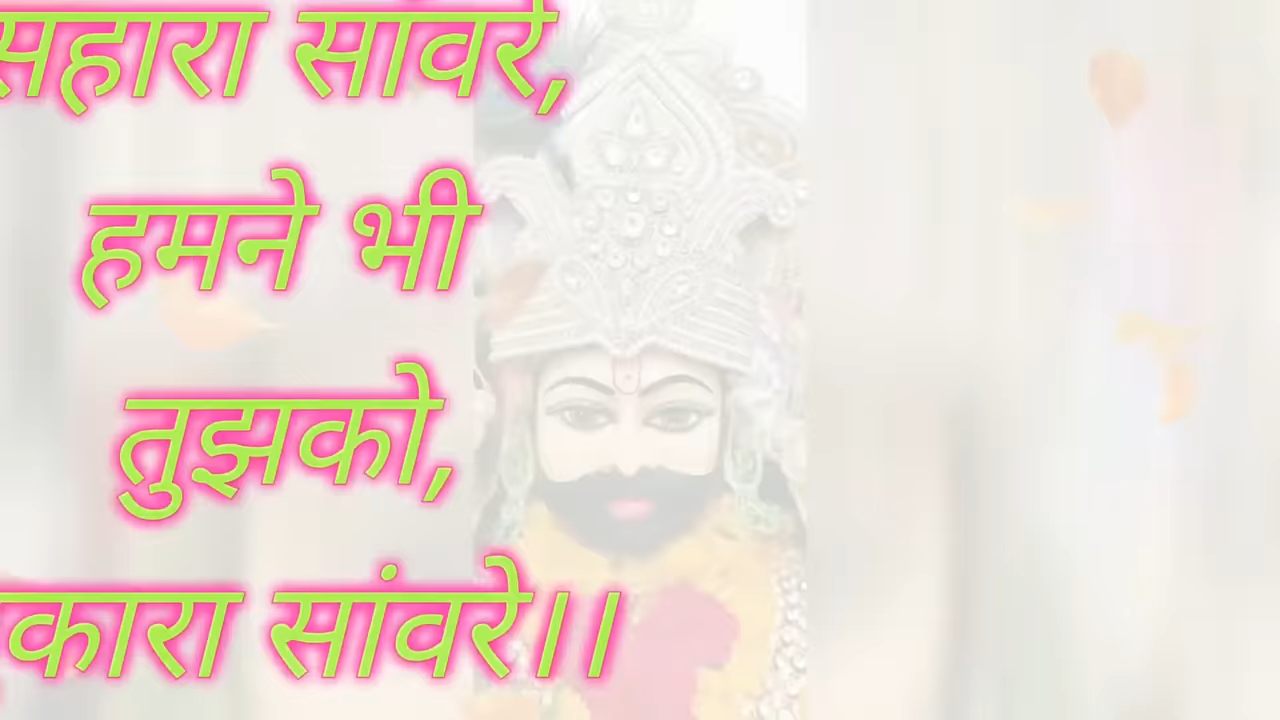 सहारा सांवरे,
हमने भी
तुझको,
सांवरे।।